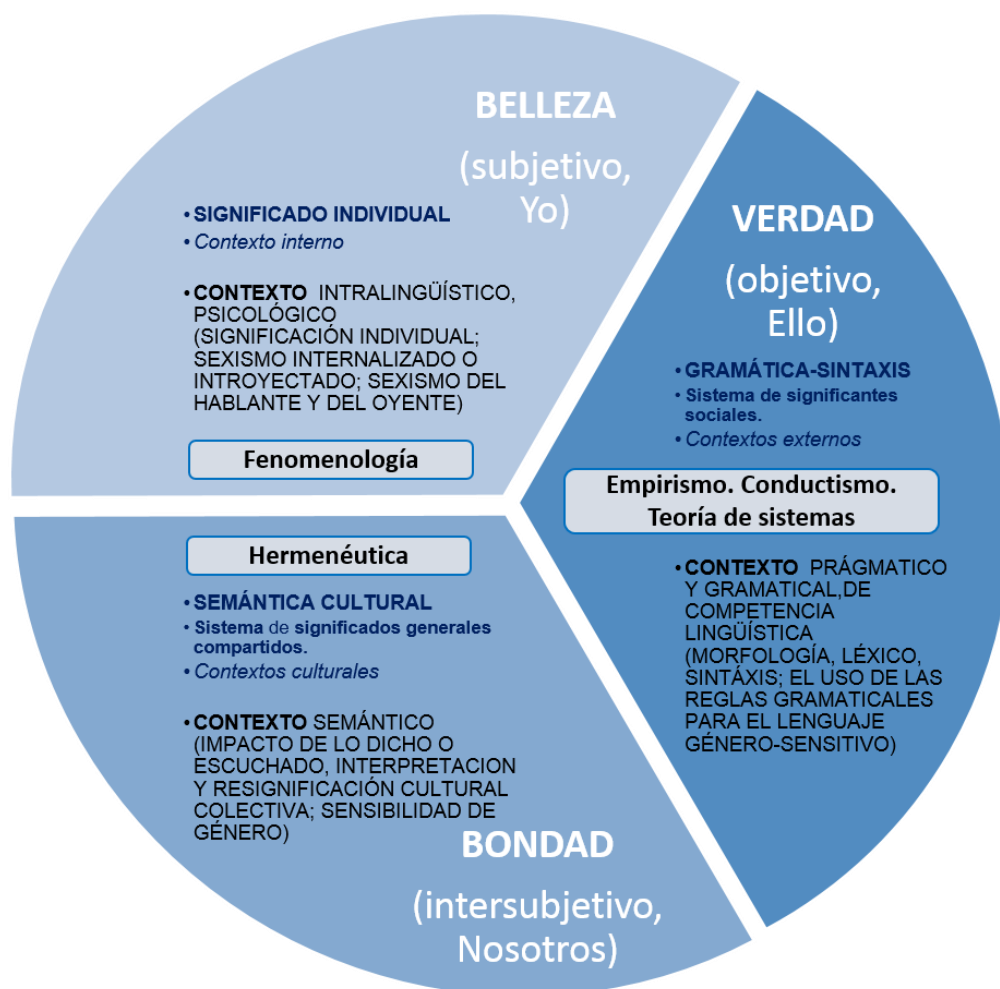 BELLEZA
(subjetivo,
Yo)
• SIGNIFICADO INDIVIDUAL
• Contexto interno
• CONTEXTO INTRALINGÜÍSTICO,
PSICOLÓGICO
(SIGNIFICACIÓN INDIVIDUAL;
SEXISMO INTERNALIZADO O
INTROYECTADO; SEXISMO DEL
HABLANTE Y DEL OYENTE)
Fenomenología
VERDAD
(objetivo,
Ello)
• GRAMÁTICA-SINTAXIS
• Sistema de significantes
sociales.
• Contextos externos
Empirismo. Conductismo.
Teoría de sistemas
• CONTEXTO PRÁGMATICO
Y GRAMATICAL,DE
COMPETENCIA
LINGÜÍSTICA
(MORFOLOGÍA, LÉXICO,
SINTÁXIS; EL USO DE LAS
REGLAS GRAMATICALES
PARA EL LENGUAJE
GÉNERO-SENSITIVO)
Hermenéutica
• SEMÁNTICA CULTURAL
• Sistema de significados generales
compartidos.
• Contextos culturales
• CONTEXTO SEMÁNTICO
(IMPACTO DE LO DICHO O
ESCUCHADO, INTERPRETACION
Y RESIGNIFICACIÓN CULTURAL
COLECTIVA; SENSIBILIDAD DE
GÉNERO)
BONDAD
(intersubjetivo,
Nosotros)